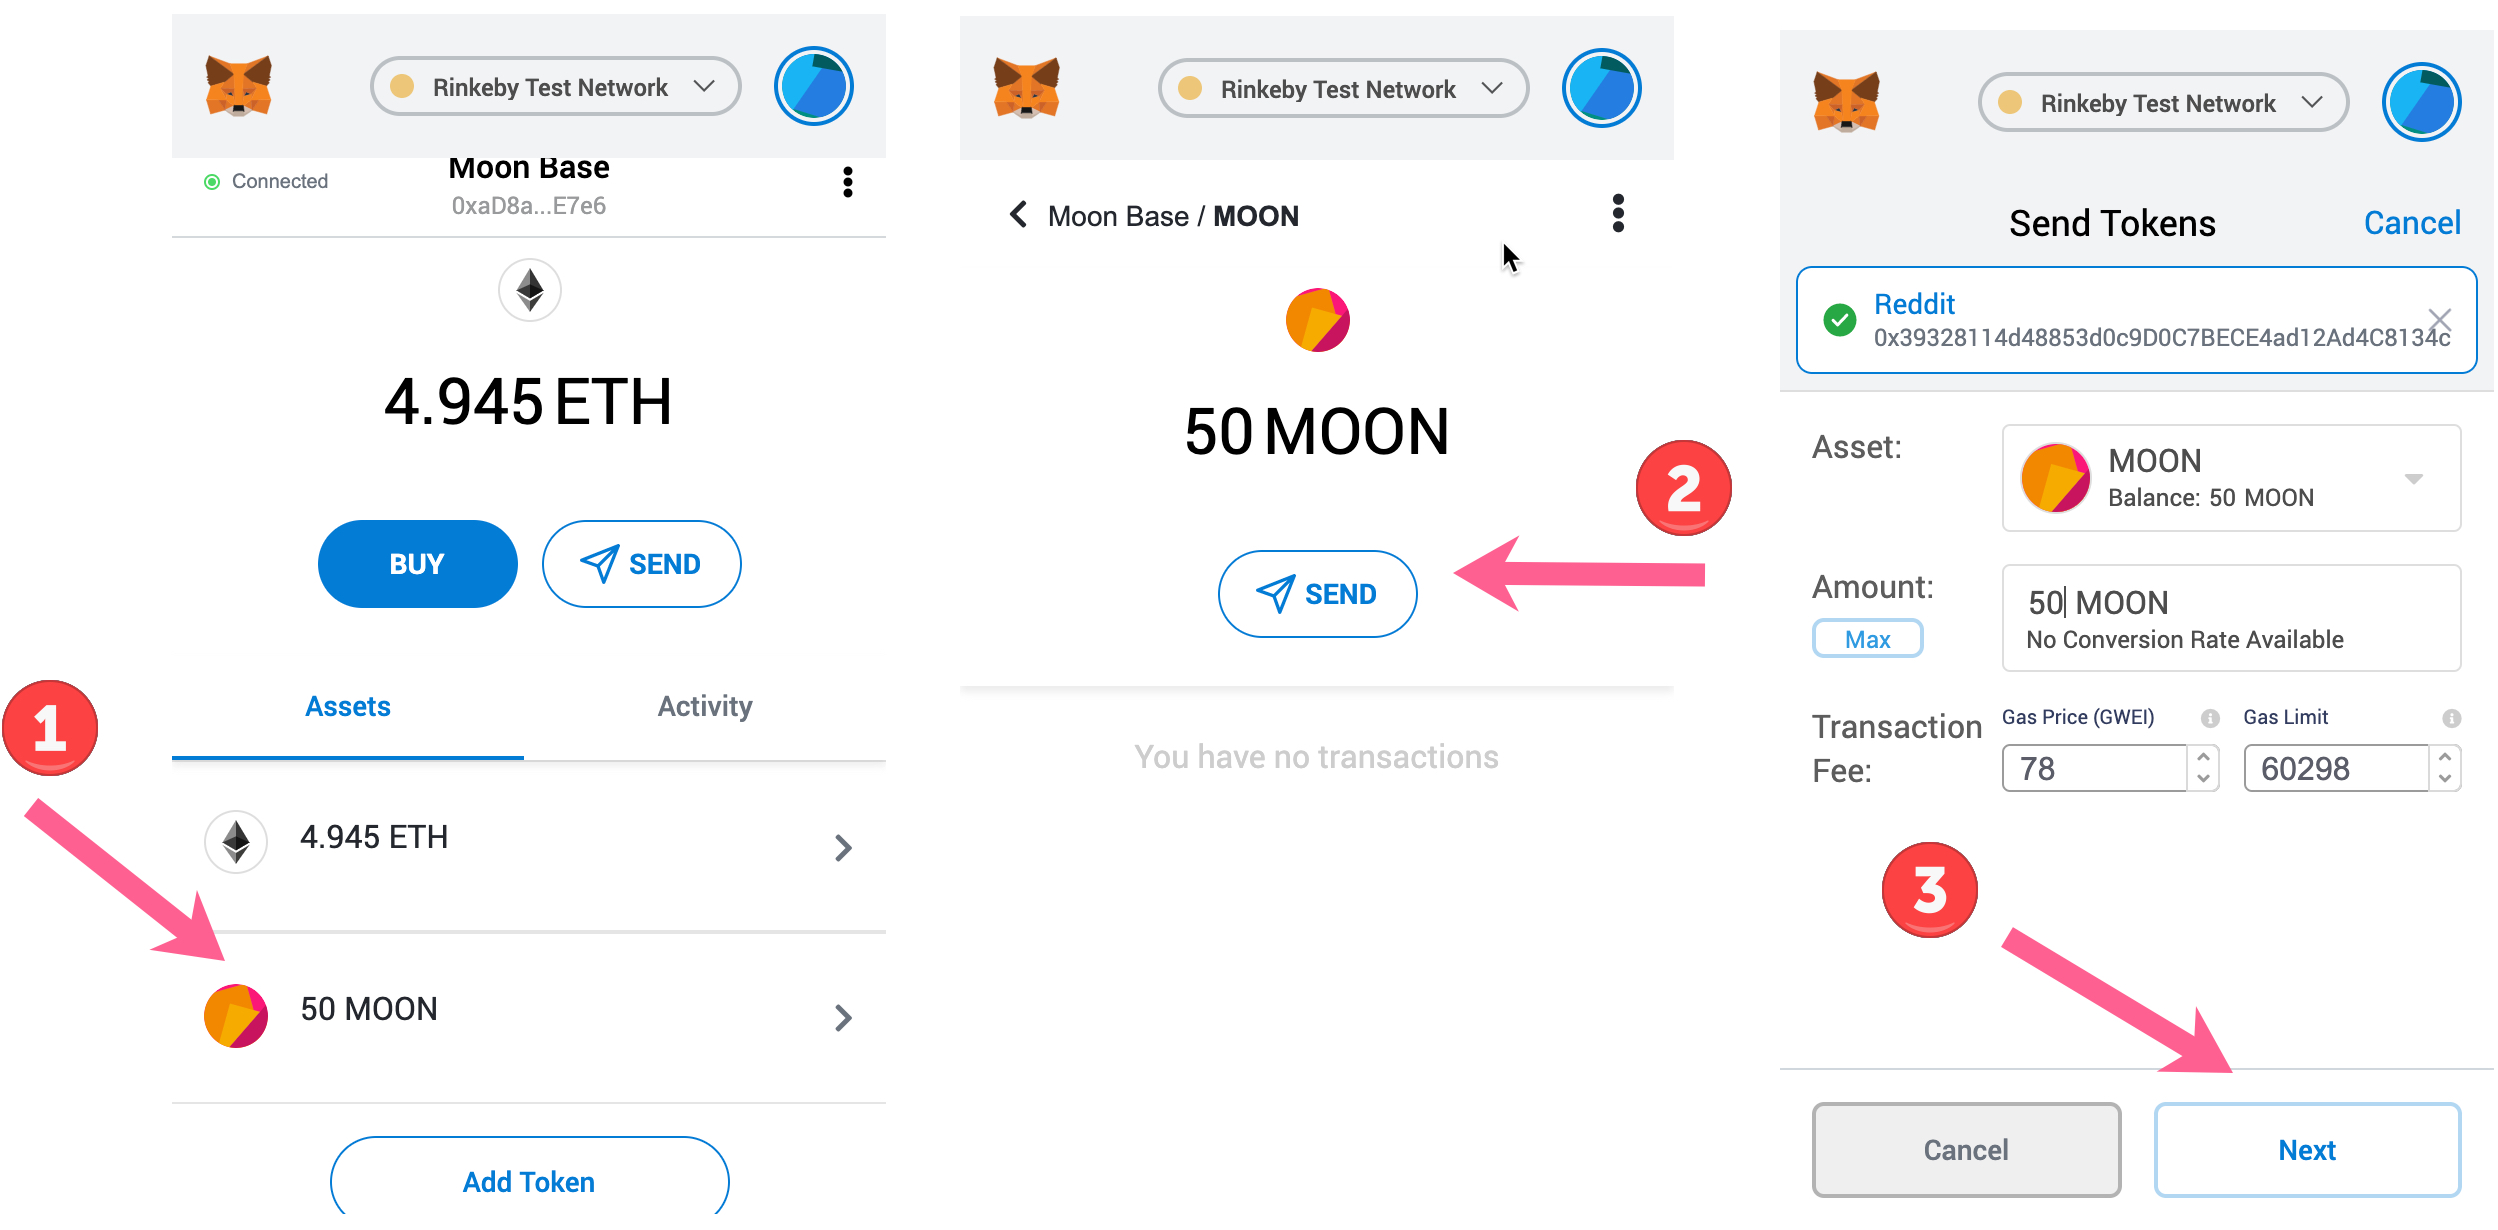 Rinkeby Test Network
Connected
Moon Base
0xaD8a...E7e6
4.945 ETH
BUY
SEND
Assets
Activity
1
4.945 ETH
50 MOON
Add Token
Rinkeby Test Network
Moon Base / MOON
50 MOON
2
SEND
You have no transactions
Rinkeby Test Network
Send Tokens
Cancel
Reddit
0x39328114d48853d0c9D0C7BECE4ad12Ad4C8134c
Asset:
MOON
Balance: 50 MOON
Amount:
Max
50 MOON
No Conversion Rate Available
Transaction
Fee:
Gas Price (GWEI)
78
Gas Limit
60298
3
Cancel
Next